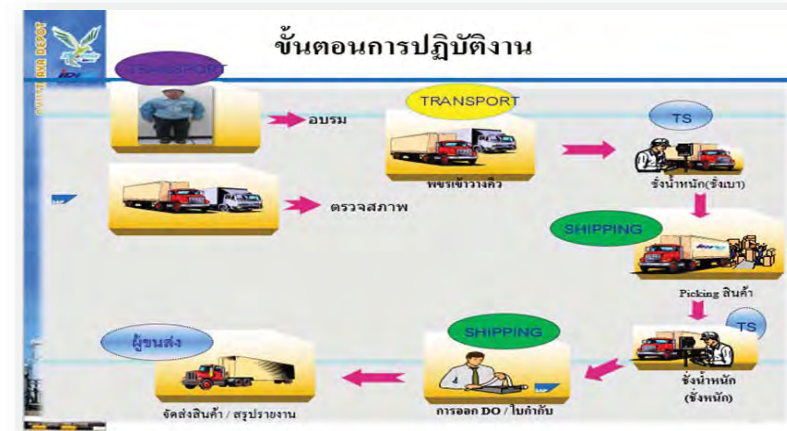 ขั้นตอนการปฏิบัติงาน
TRANSPORT
อบรม
TRANSPORT
พขรเข้าวางคิว
TS
ชั่งน้ำหนัก(ชั่งเบา)
ตรวจสภาพ
SHIPPING
Picking สินค้า
TS
ชั่งน้ำหนัก
(ชั่งหนัก)
SHIPPING
การออก DO / ใบกำกับ
ผู้ขนส่ง
จัดส่งสินค้า / สรุปรายงาน